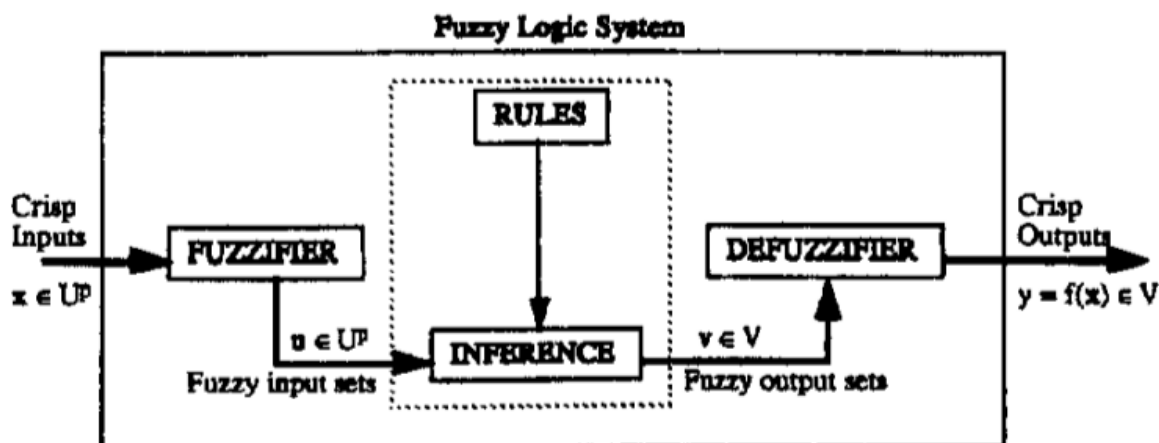 Fuzzy Logic System
RULES
Crisp
Inputs
x ∈ Uᵖ
FUZZIFIER
u ∈ Uᵖ
Fuzzy input sets
INFERENCE
v ∈ V
Fuzzy output sets
DEFUZZIFIER
Crisp
Outputs
y = f(x) ∈ V